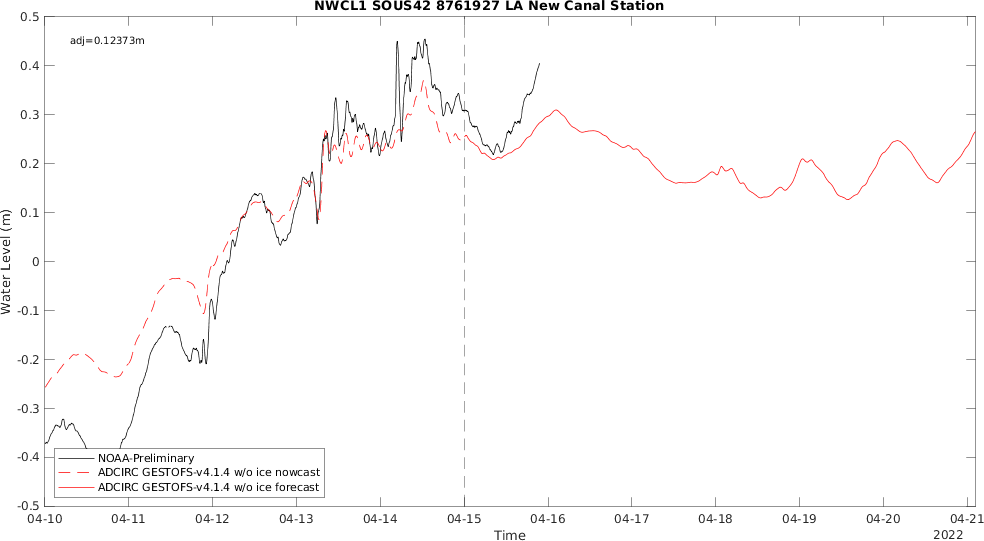 NWCL1 SOUS42 8761927 LA New Canal Station
adj=0.12373m
0.5
0.4
0.3
0.2
0.1
0
-0.1
-0.2
-0.3
-0.4
-0.5
Water Level (m)
NOAA-Preliminary
ADCIRC GESTOFS-v4.1.4 w/o ice nowcast
ADCIRC GESTOFS-v4.1.4 w/o ice forecast
04-10 04-11 04-12 04-13 04-14 04-15 04-16 04-17 04-18 04-19 04-20 04-21
Time
2022